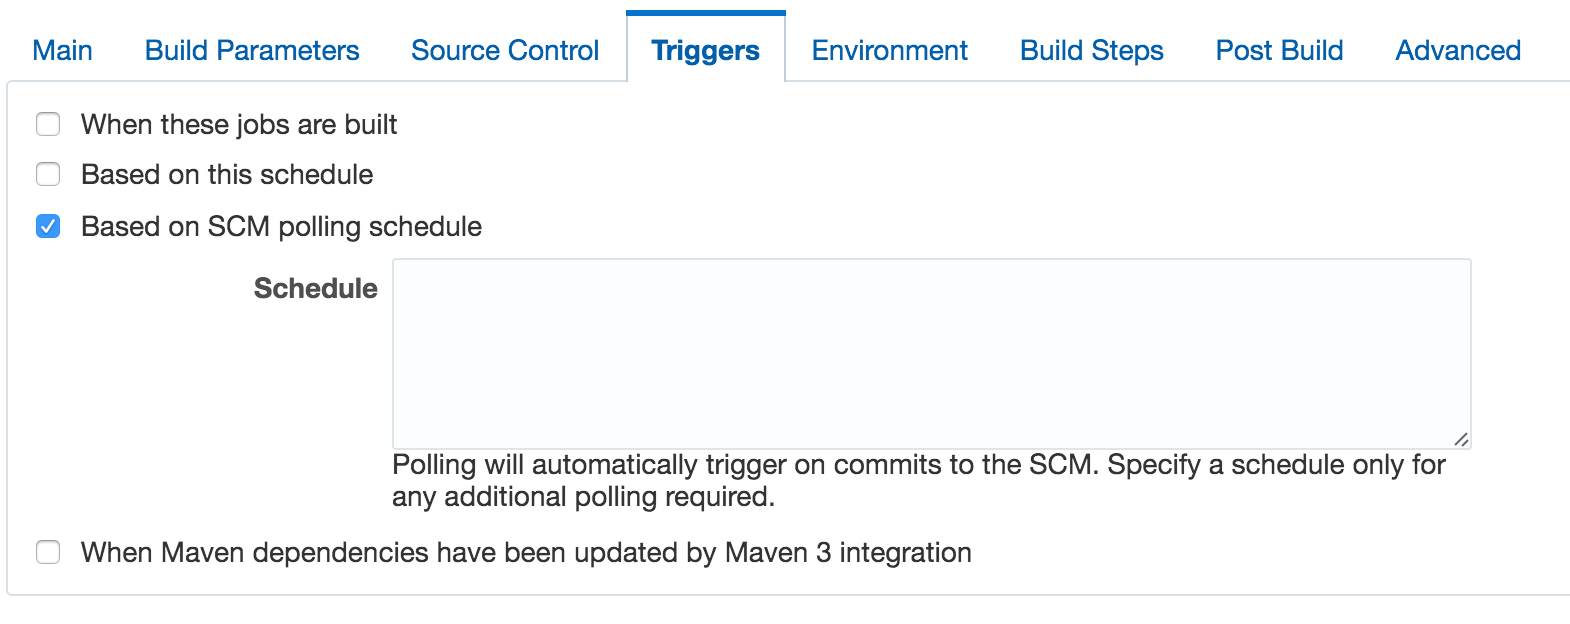 Main Build Parameters Source Control Triggers Environment Build Steps Post Build Advanced
When these jobs are built
Based on this schedule
Based on SCM polling schedule
Schedule
Polling will automatically trigger on commits to the SCM. Specify a schedule only for
any additional polling required.
When Maven dependencies have been updated by Maven 3 integration